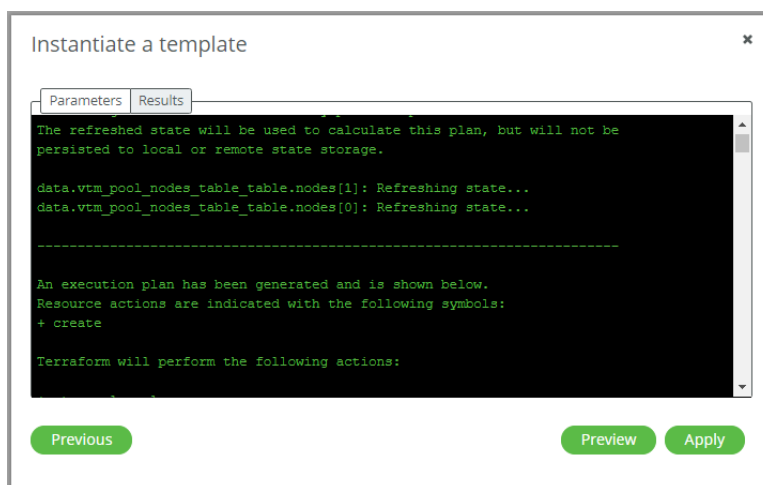 Instantiate a template
×
Parameters Results
The refreshed state will be used to calculate this plan, but will not be
persisted to local or remote state storage.
data.vtm_pool_nodes_table_table.nodes[1]: Refreshing state...
data.vtm_pool_nodes_table_table.nodes[0]: Refreshing state...
------------------------------------------------------------------------
An execution plan has been generated and is shown below.
Resource actions are indicated with the following symbols:
+ create
Terraform will perform the following actions:
Previous
Preview Apply